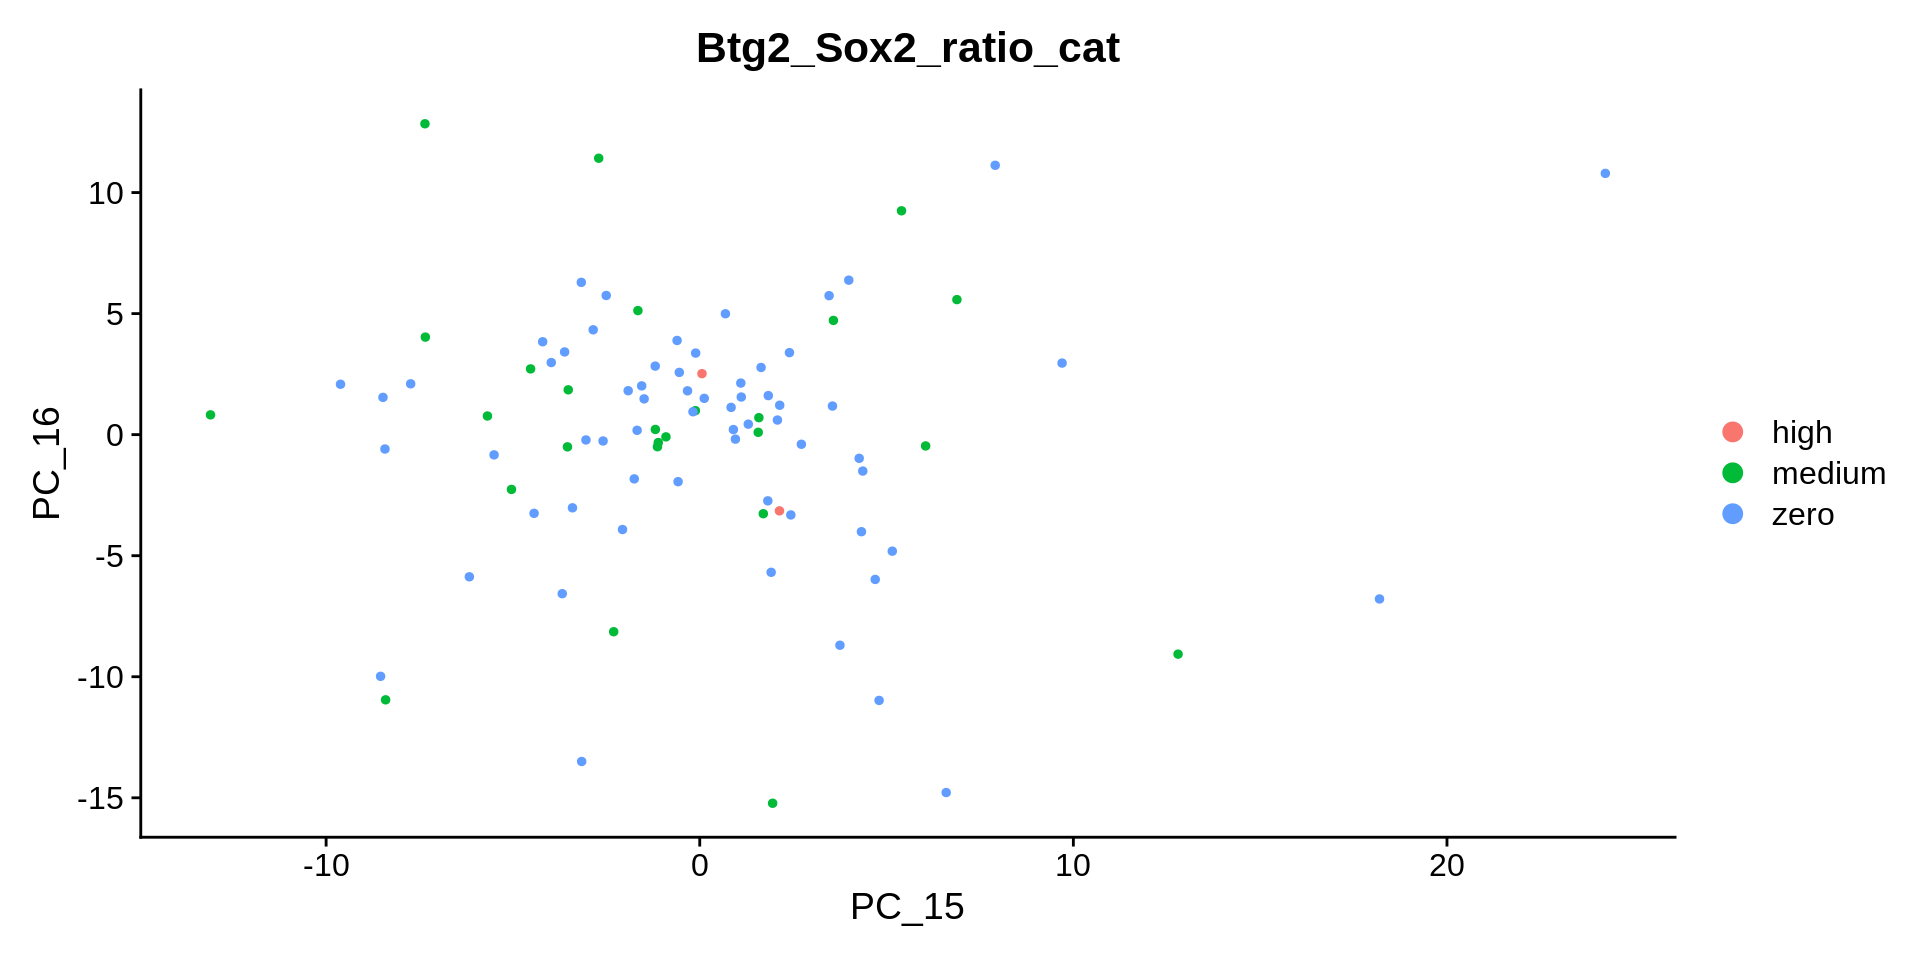 Btg2_Sox2_ratio_cat
10
5
0
-5
-10
-15
PC_16
-10 0 10 20
PC_15
high
medium
zero